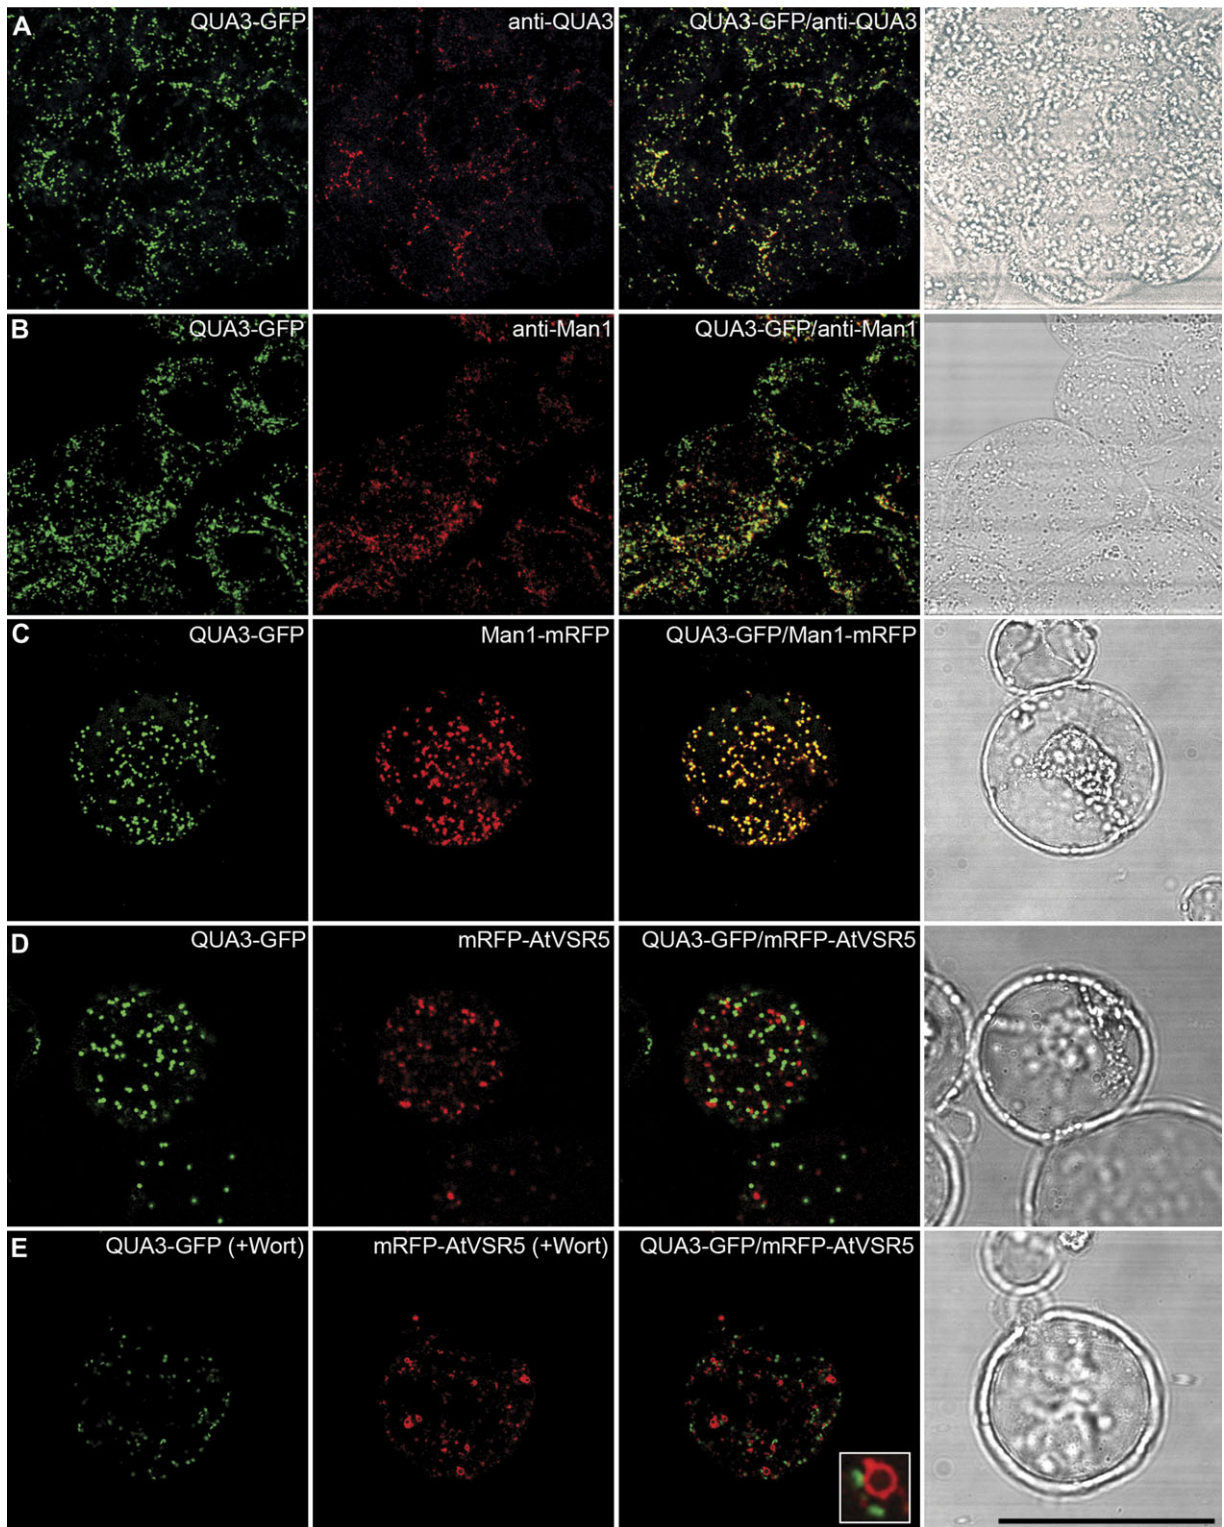 A QUA3-GFP anti-QUA3 QUA3-GFP/anti-QUA3
B QUA3-GFP anti-Man1 QUA3-GFP/anti-Man1
C QUA3-GFP Man1-mRFP QUA3-GFP/Man1-mRFP
D QUA3-GFP mRFP-AtVSR5 QUA3-GFP/mRFP-AtVSR5
E QUA3-GFP (+Wort) mRFP-AtVSR5 (+Wort) QUA3-GFP/mRFP-AtVSR5